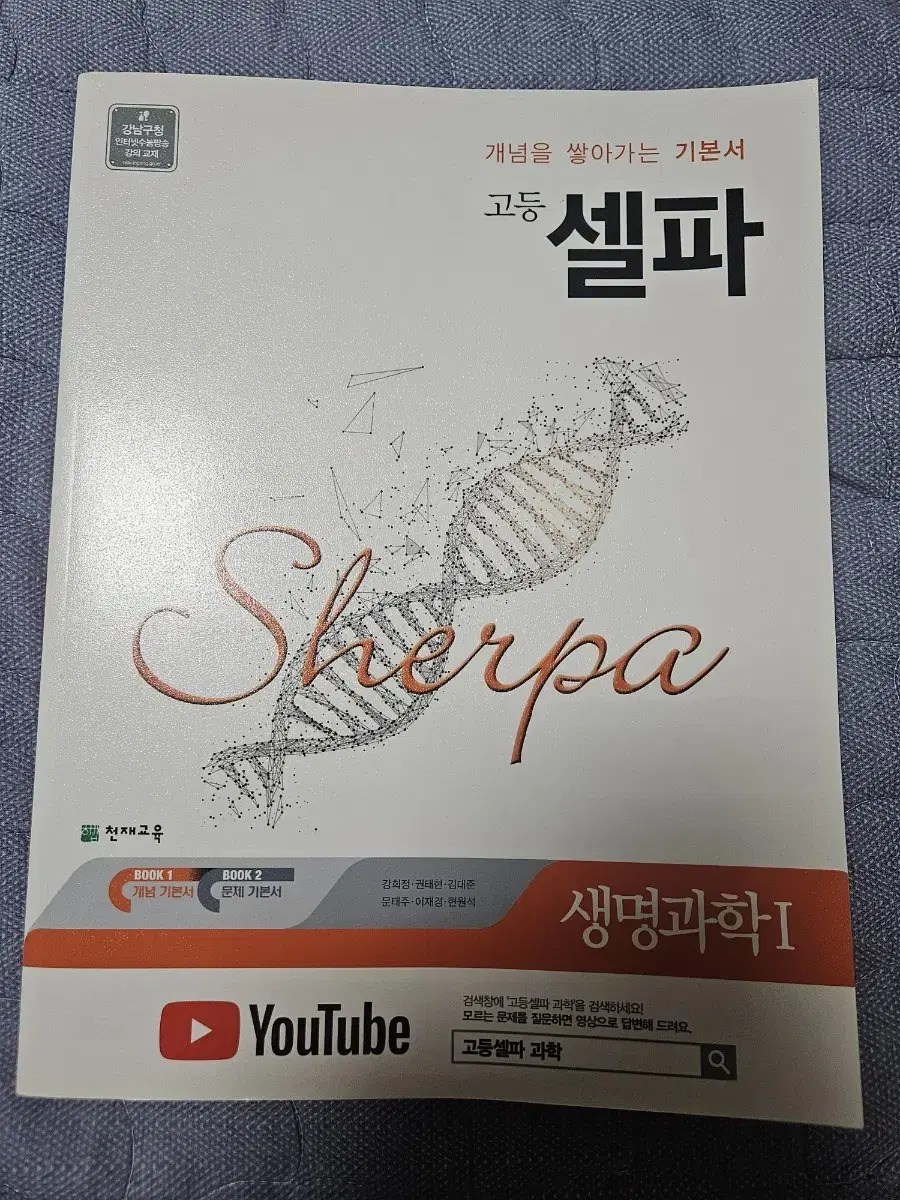 강남구청
인터넷수능방송
강의 교재
개념을 쌓아가는 기본서
고등 셀파
Sherpa
천재교육
BOOK 1
개념 기본서
BOOK 2
문제 기본서
강희정·권태현·김대준
문태주·이재경·현원석
생명과학I
YouTube
검색창에 '고등셀파 과학'을 검색하세요!
모르는 문제를 질문하면 영상으로 답변해 드려요.
고등셀파 과학